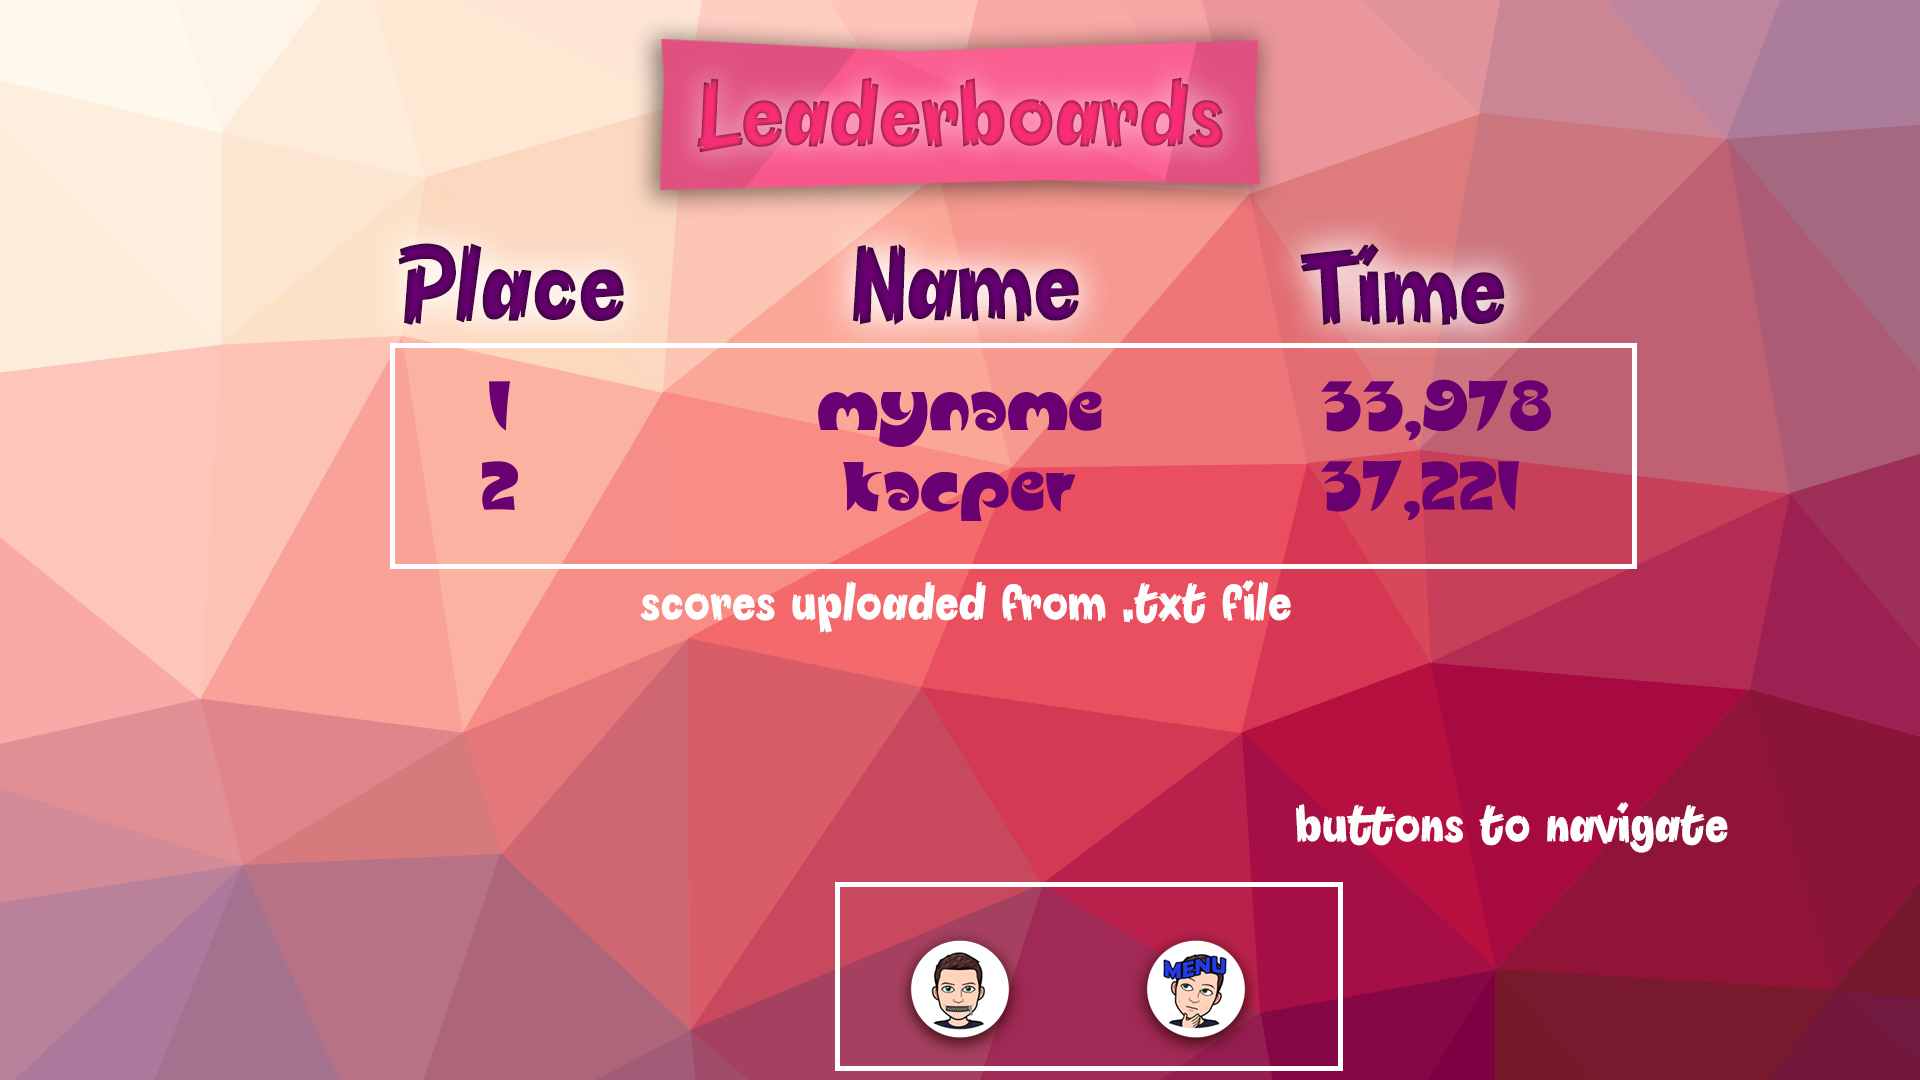 Leaderboards
Place Name Time
1 myname 33,978
2 kacper 37,221
scores uploaded from .txt file
buttons to navigate
MENU